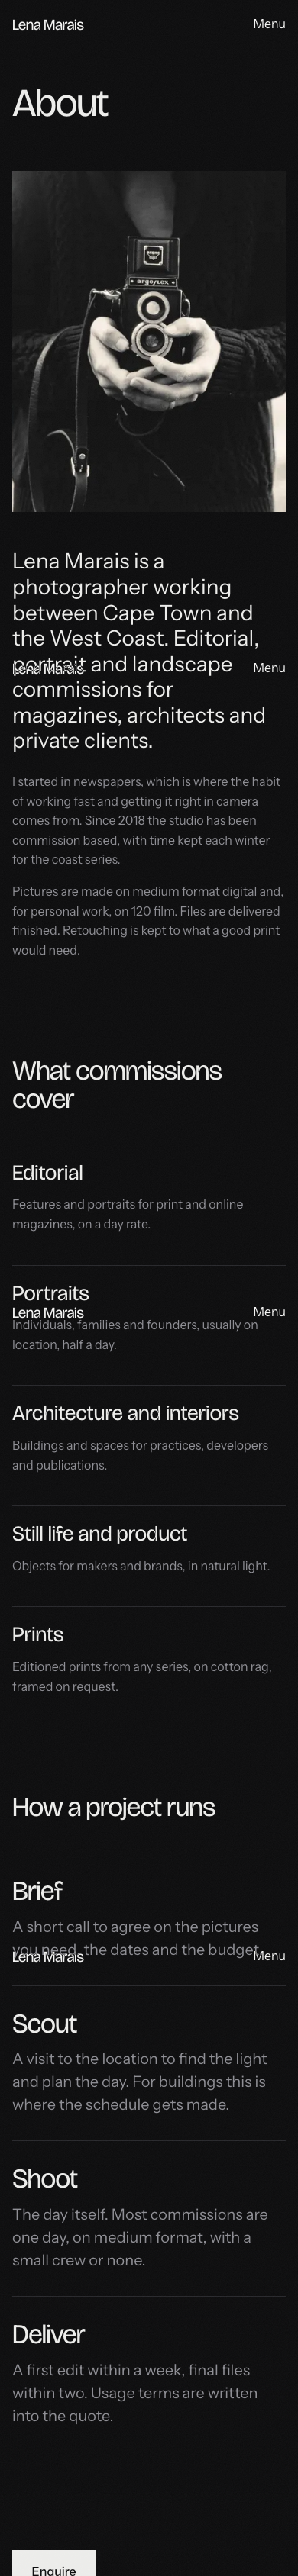 Lena Marais Menu
About
argoflex
Lena Marais is a
photographer working
between Cape Town and
the West Coast. Editorial,
portrait and landscape
Lena Marais Menu
commissions for
magazines, architects and
private clients.
I started in newspapers, which is where the habit
of working fast and getting it right in camera
comes from. Since 2018 the studio has been
commission based, with time kept each winter
for the coast series.
Pictures are made on medium format digital and,
for personal work, on 120 film. Files are delivered
finished. Retouching is kept to what a good print
would need.
What commissions
cover
Editorial
Features and portraits for print and online
magazines, on a day rate.
Portraits
Lena Marais Menu
Individuals, families and founders, usually on
location, half a day.
Architecture and interiors
Buildings and spaces for practices, developers
and publications.
Still life and product
Objects for makers and brands, in natural light.
Prints
Editioned prints from any series, on cotton rag,
framed on request.
How a project runs
Brief
A short call to agree on the pictures
you need, the dates and the budget.
Lena Marais Menu
Scout
A visit to the location to find the light
and plan the day. For buildings this is
where the schedule gets made.
Shoot
The day itself. Most commissions are
one day, on medium format, with a
small crew or none.
Deliver
A first edit within a week, final files
within two. Usage terms are written
into the quote.
Enquire